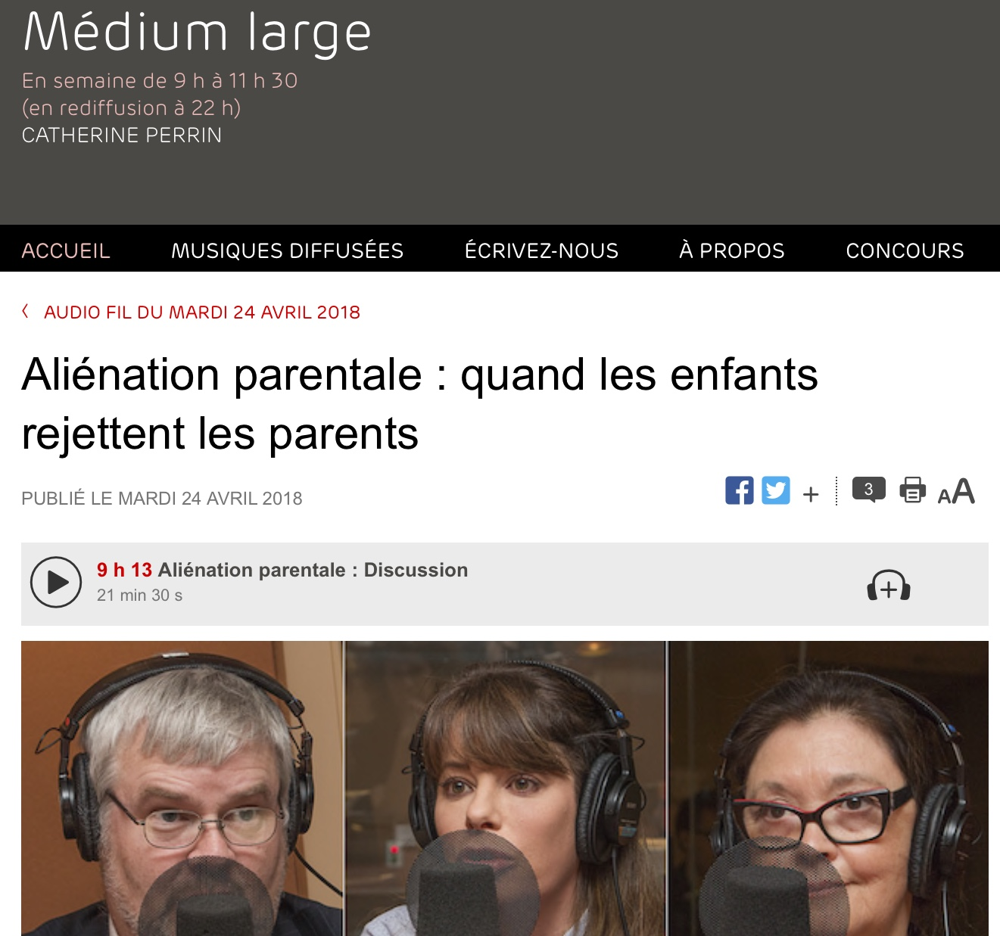 Médium large
En semaine de 9 h à 11 h 30
(en rediffusion à 22 h)
CATHERINE PERRIN
ACCUEIL MUSIQUES DIFFUSÉES ÉCRIVEZ-NOUS À PROPOS CONCOURS
AUDIO FIL DU MARDI 24 AVRIL 2018
Aliénation parentale : quand les enfants
rejettent les parents
PUBLIÉ LE MARDI 24 AVRIL 2018 3 AA
9 h 13 Aliénation parentale : Discussion
21 min 30 s